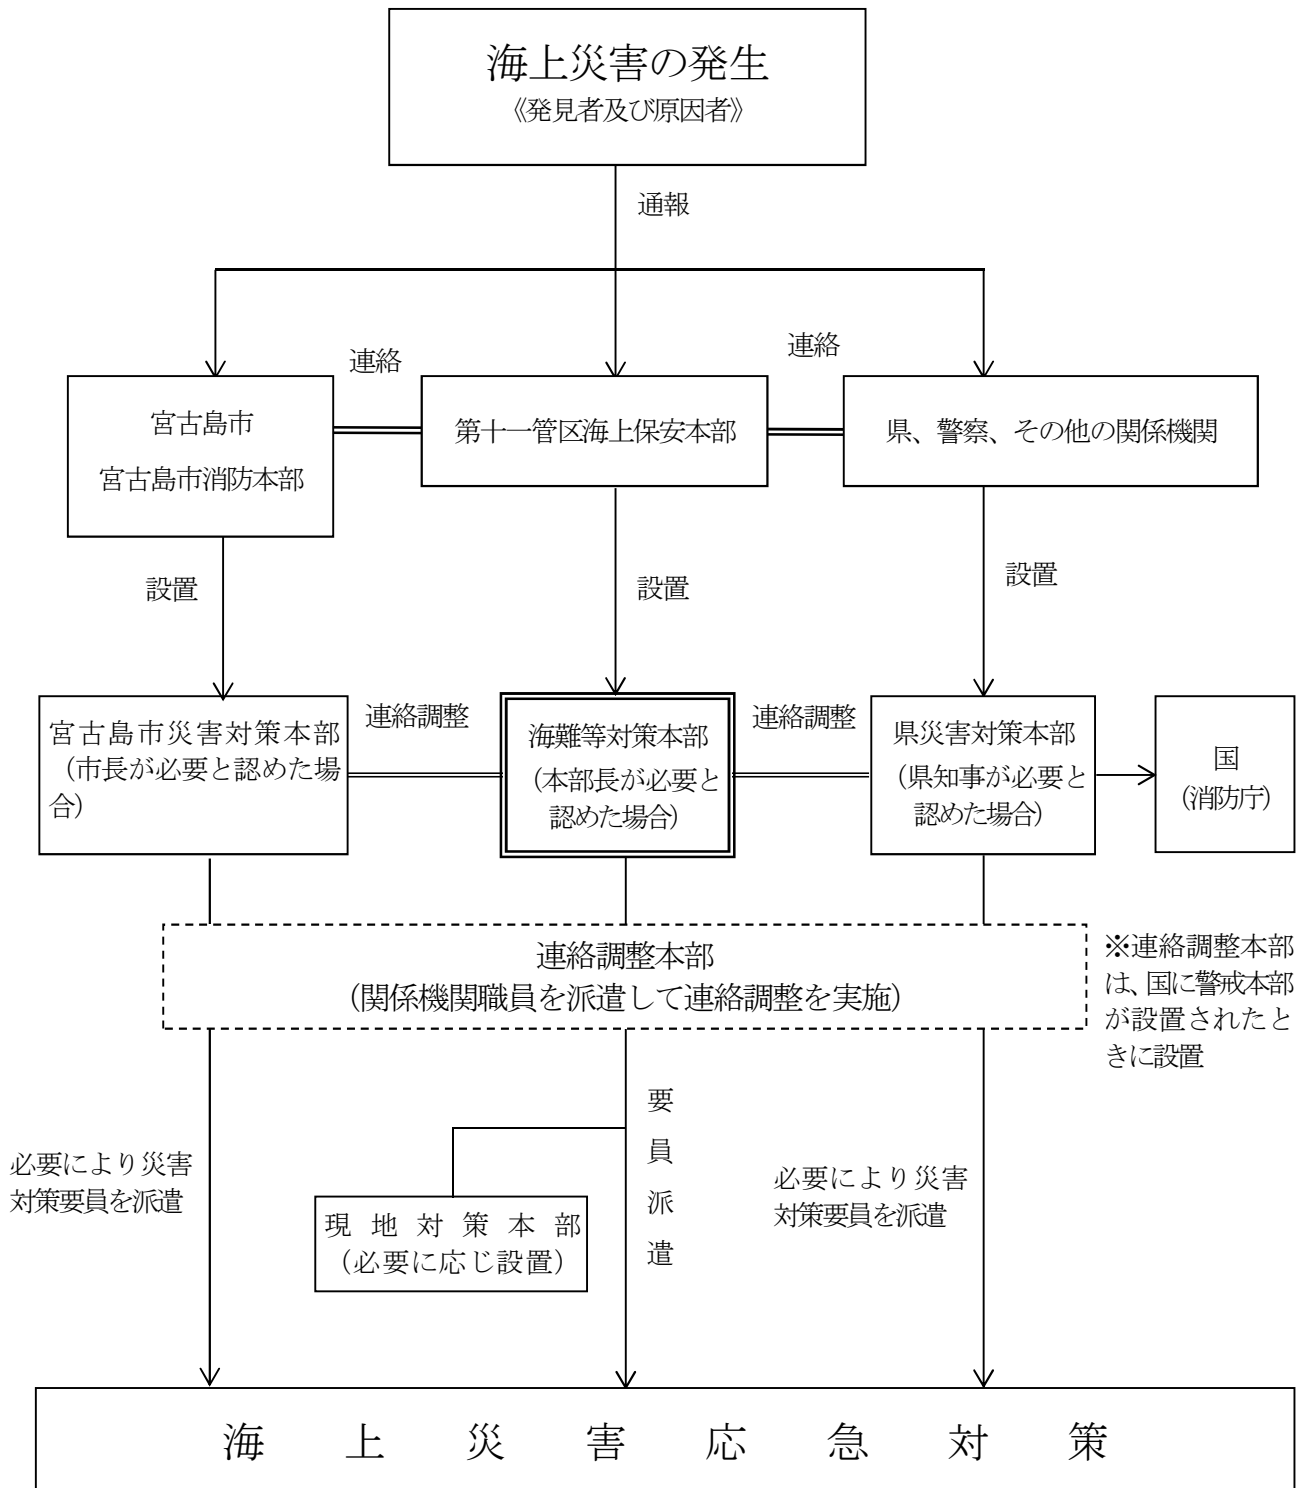 海上災害の発生
《発見者及び原因者》
通報
連絡
連絡
宮古島市
宮古島市消防本部
第十一管区海上保安本部
県、警察、その他の関係機関
設置
設置
設置
宮古島市災害対策本部
（市長が必要と認めた場
合）
連絡調整
海難等対策本部
（本部長が必要と
認めた場合）
連絡調整
県災害対策本部
（県知事が必要と
認めた場合）
国
（消防庁）
連絡調整本部
（関係機関職員を派遣して連絡調整を実施）
※連絡調整本部
は、国に警戒本部
が設置されたと
きに設置
必要により災害
対策要員を派遣
現地対策本部
（必要に応じ設置）
要員派遣
必要により災害
対策要員を派遣
海上災害応急対策